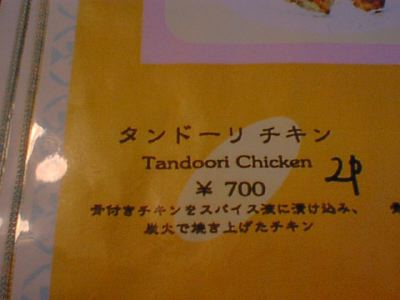 タンドーリ チキン
Tandoori Chicken
¥ 700 2P
骨付きチキンをスパイス液に漬け込み、
炭火で焼き上げたチキン